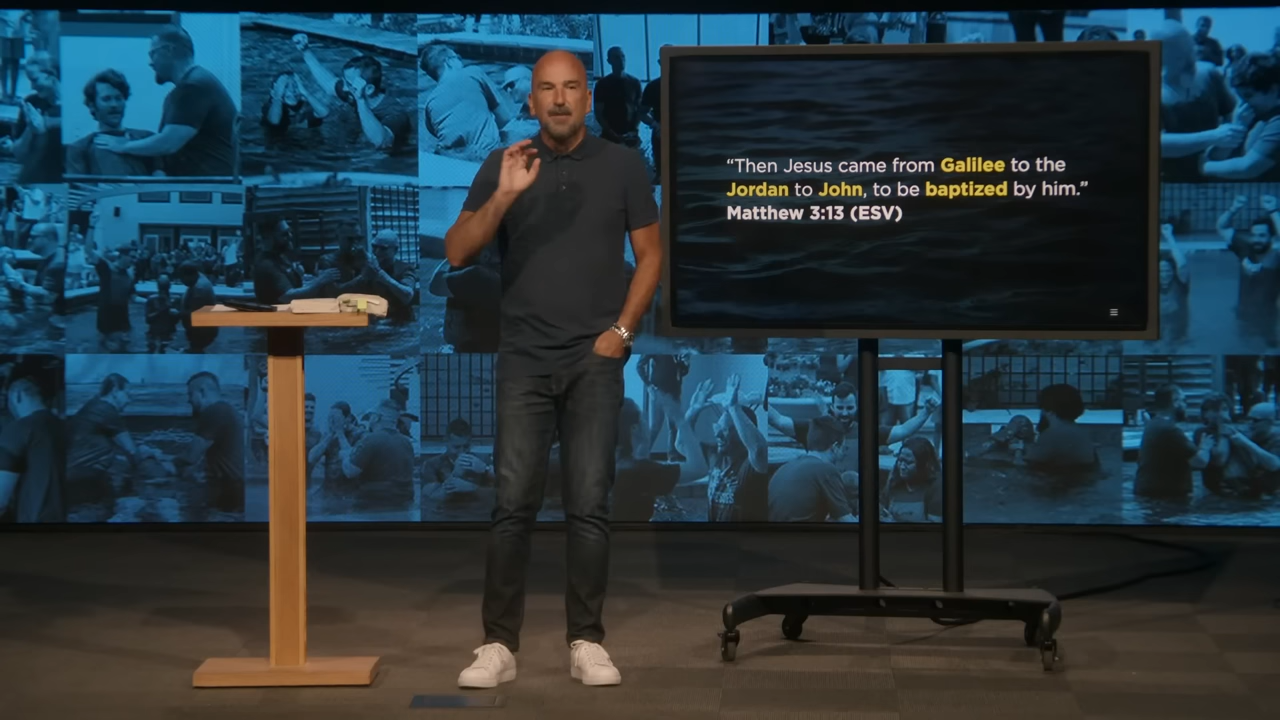 “Then Jesus came from Galilee to the
Jordan to John, to be baptized by him.”
Matthew 3:13 (ESV)